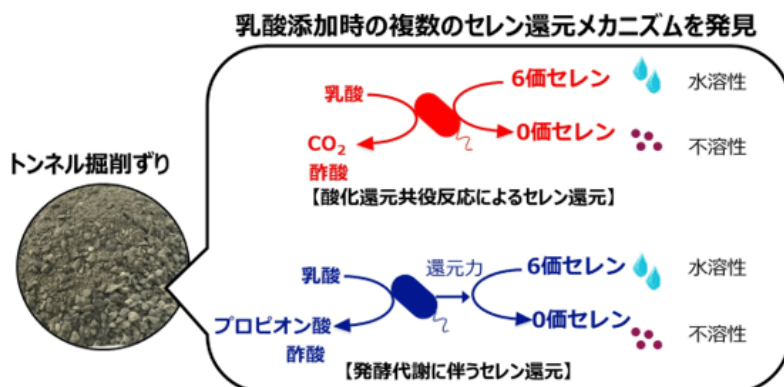 乳酸添加時の複数のセレン還元メカニズムを発見
トンネル掘削ずり
乳酸
6価セレン
水溶性
CO₂
酢酸
0価セレン
不溶性
【酸化還元共役反応によるセレン還元】
乳酸
還元力
6価セレン
水溶性
プロピオン酸
酢酸
0価セレン
不溶性
【発酵代謝に伴うセレン還元】